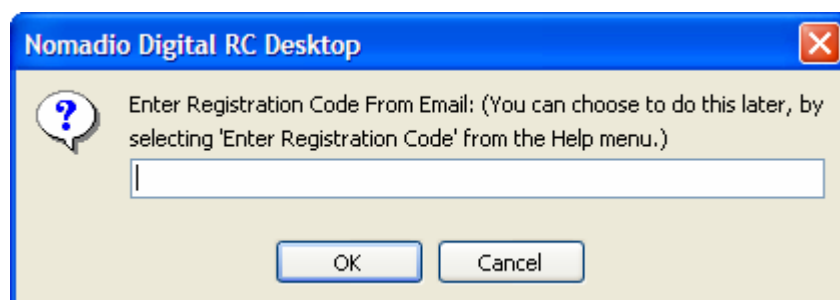 Nomadio Digital RC Desktop
Enter Registration Code From Email: (You can choose to do this later, by
selecting 'Enter Registration Code' from the Help menu.)
OK
Cancel